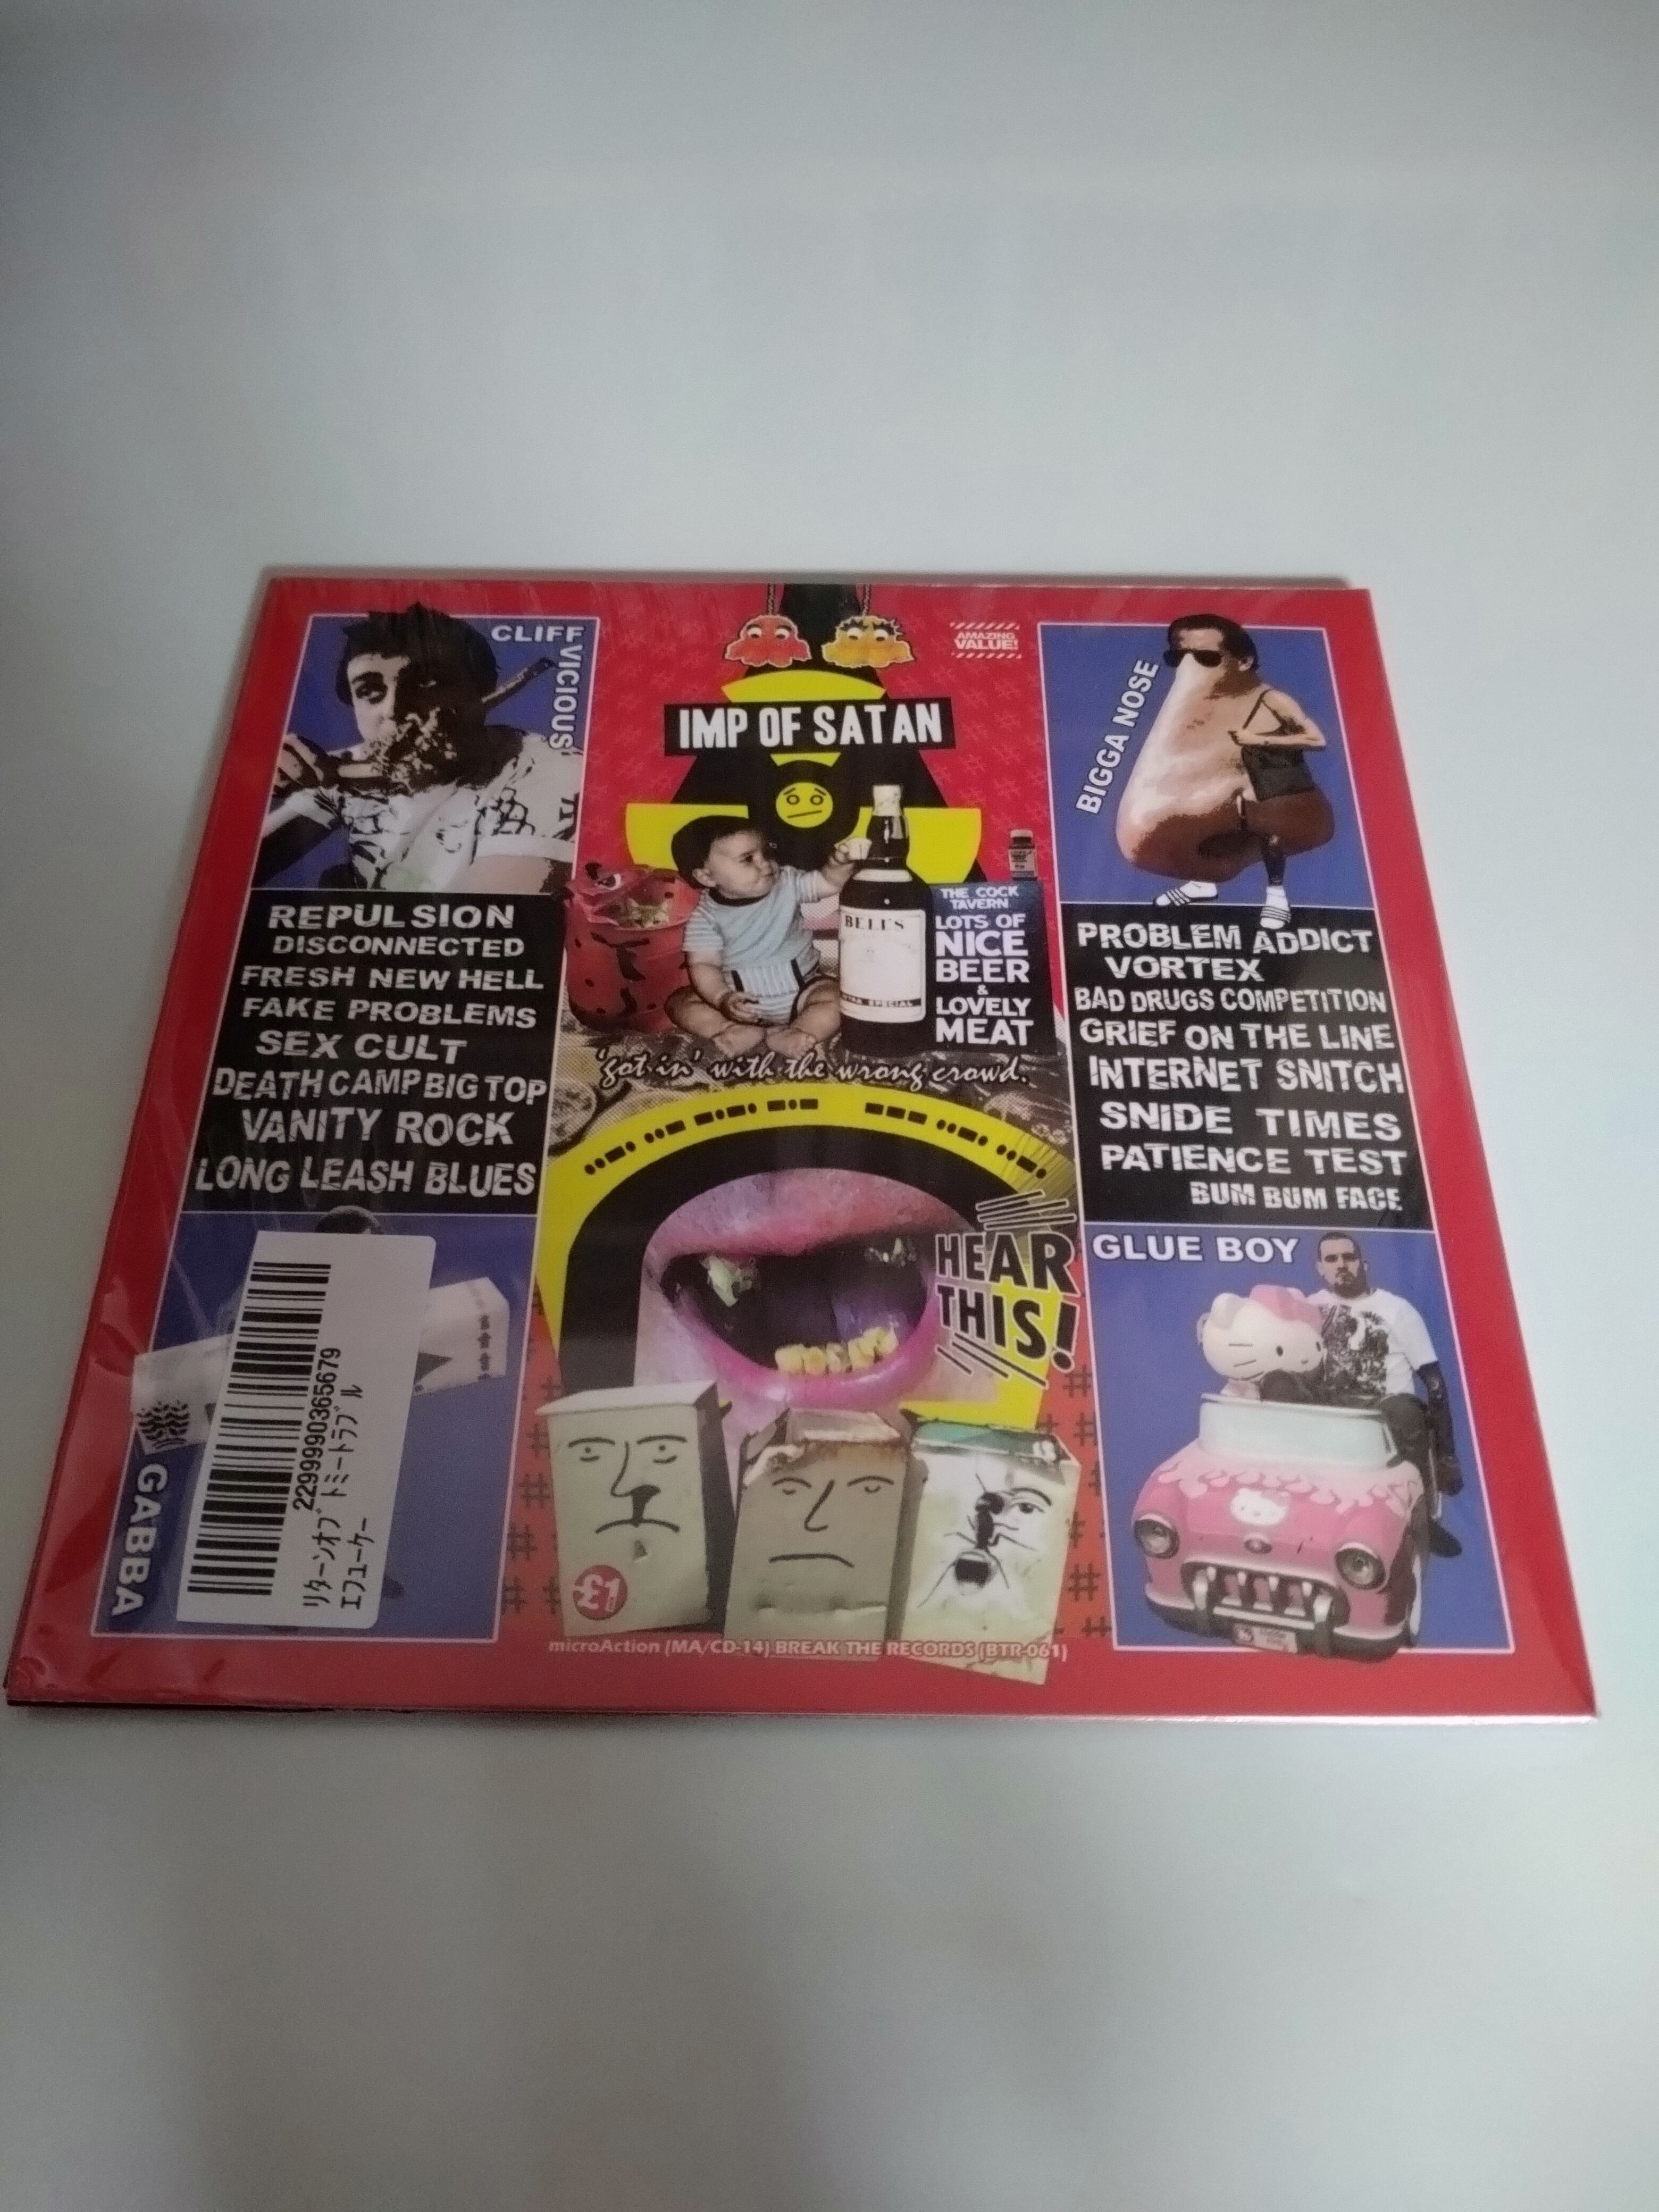 CLIFF VICIOUS
AMAZING
VALUE!
BIGGA NOSE
IMP OF SATAN
REPULSION
DISCONNECTED
FRESH NEW HELL
FAKE PROBLEMS
SEX CULT
DEATH CAMP BIG TOP
VANITY ROCK
LONG LEASH BLUES
BELL'S
EXTRA SPECIAL
THE COCK
TAVERN
LOTS OF
NICE
BEER
&
LOVELY
MEAT
'got in' with the wrong crowd.
PROBLEM ADDICT
VORTEX
BAD DRUGS COMPETITION
GRIEF ON THE LINE
INTERNET SNITCH
SNIDE TIMES
PATIENCE TEST
BUM BUM FACE
HEAR
THIS!
GLUE BOY
GABBA
2299999036567​9
リターンオブ トミートラブル
エフューケー
£1
microAction (MA/CD-14) BREAK THE RECORDS (BTR-061)